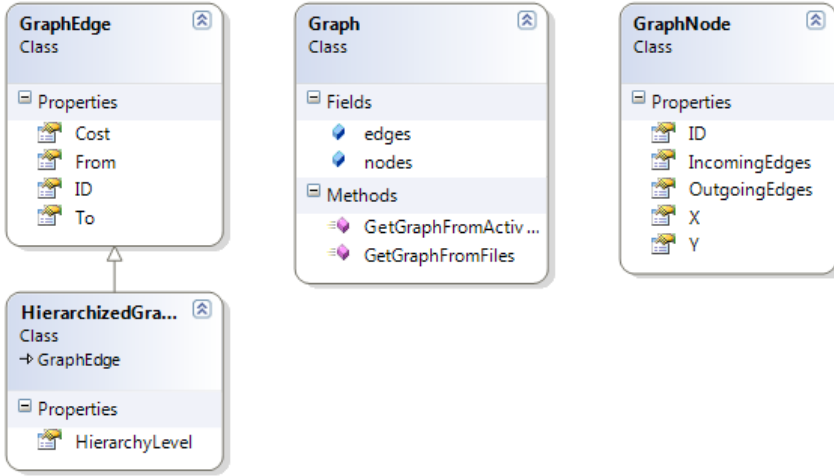 GraphEdge
Class
Properties
Cost
From
ID
To
HierarchizedGra...
Class
GraphEdge
Properties
HierarchyLevel
Graph
Class
Fields
edges
nodes
Methods
GetGraphFromActiv ...
GetGraphFromFiles
GraphNode
Class
Properties
ID
IncomingEdges
OutgoingEdges
X
Y